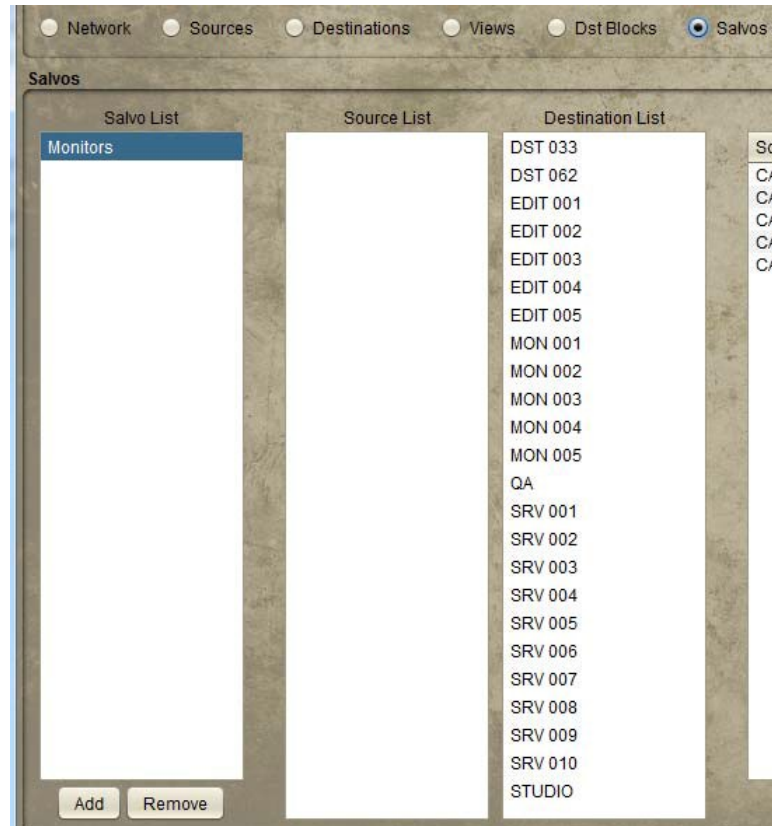 Network Sources Destinations Views Dst Blocks Salvos
Salvos
Salvo List Source List Destination List
Monitors
DST 033
DST 062
EDIT 001
EDIT 002
EDIT 003
EDIT 004
EDIT 005
MON 001
MON 002
MON 003
MON 004
MON 005
QA
SRV 001
SRV 002
SRV 003
SRV 004
SRV 005
SRV 006
SRV 007
SRV 008
SRV 009
SRV 010
STUDIO
Add Remove